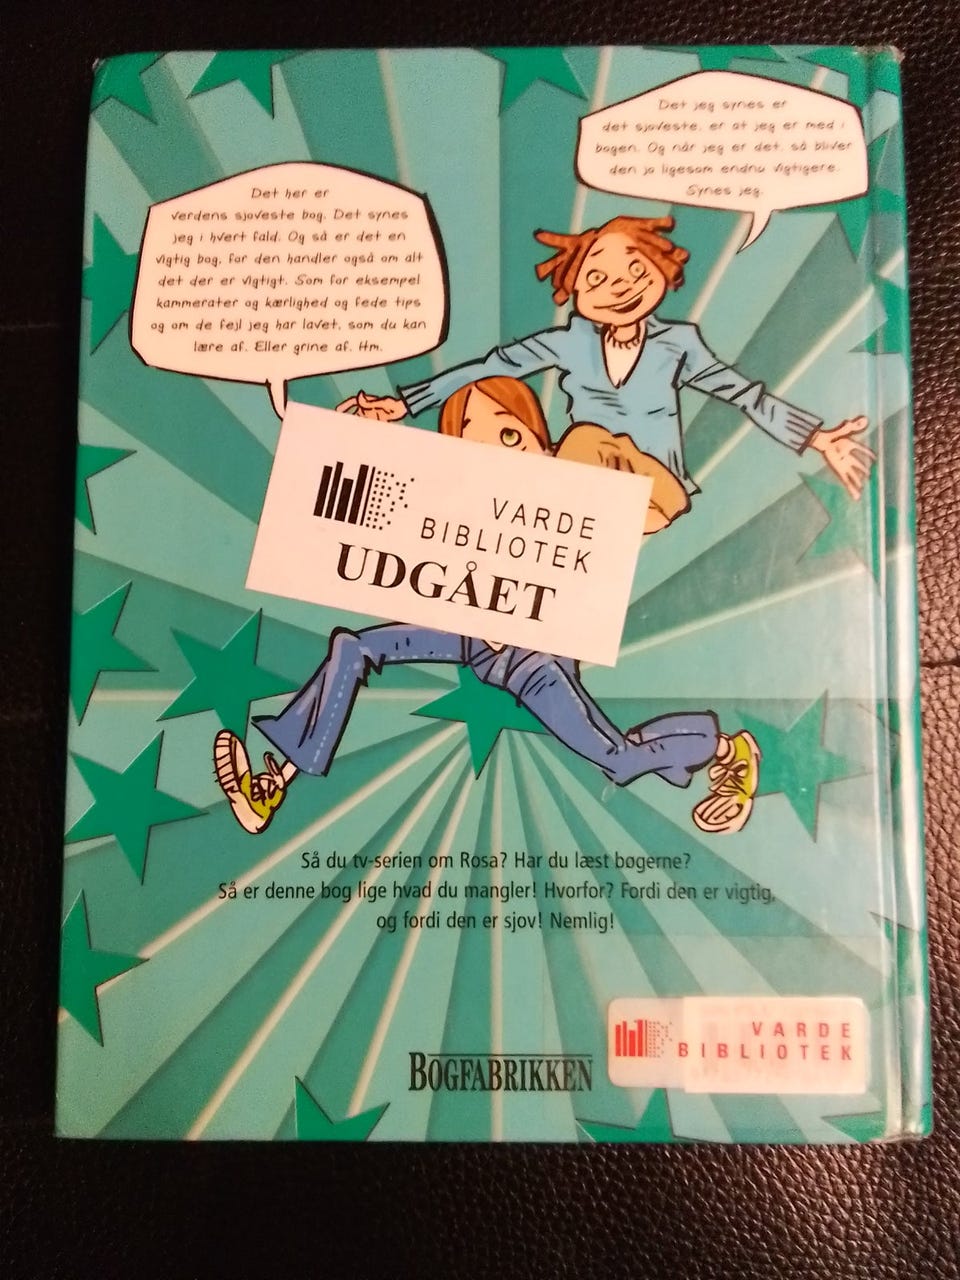 Det jeg synes er
det sjoveste, er at jeg er med i
bogen. Og når jeg er det, så bliver
den jo ligesom endnu vigtigere.
Synes jeg.
Det her er
verdens sjoveste bog. Det synes
jeg i hvert fald. Og så er det en
vigtig bog, for den handler også om alt
det der er vigtigt. Som for eksempel
kammerater og kærlighed og fede tips
og om de fejl jeg har lavet, som du kan
lære af. Eller grine af. Hm.
VARDE
BIBLIOTEK
UDGÅET
Så du tv-serien om Rosa? Har du læst bøgerne?
Så er denne bog lige hvad du mangler! Hvorfor? Fordi den er vigtig,
og fordi den er sjov! Nemlig!
BOGFABRIKKEN
VARDE
BIBLIOTEK